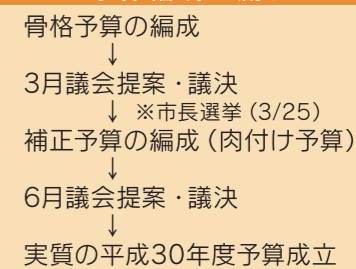 骨格予算の編成
↓
3月議会提案・議決
↓ ※市長選挙（3/25）
補正予算の編成（肉付け予算）
↓
6月議会提案・議決
↓
実質の平成30年度予算成立